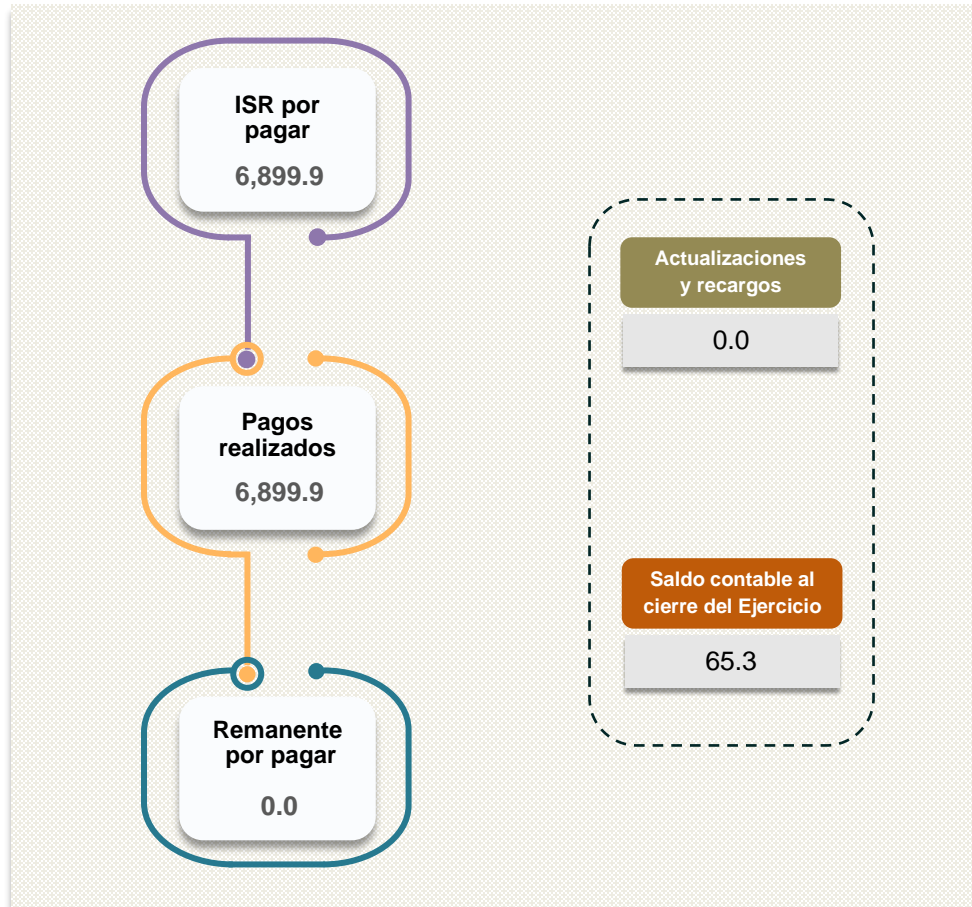 ISR por
pagar
6,899.9
Pagos
realizados
6,899.9
Remanente
por pagar
0.0
Actualizaciones
y recargos
0.0
Saldo contable al
cierre del Ejercicio
65.3